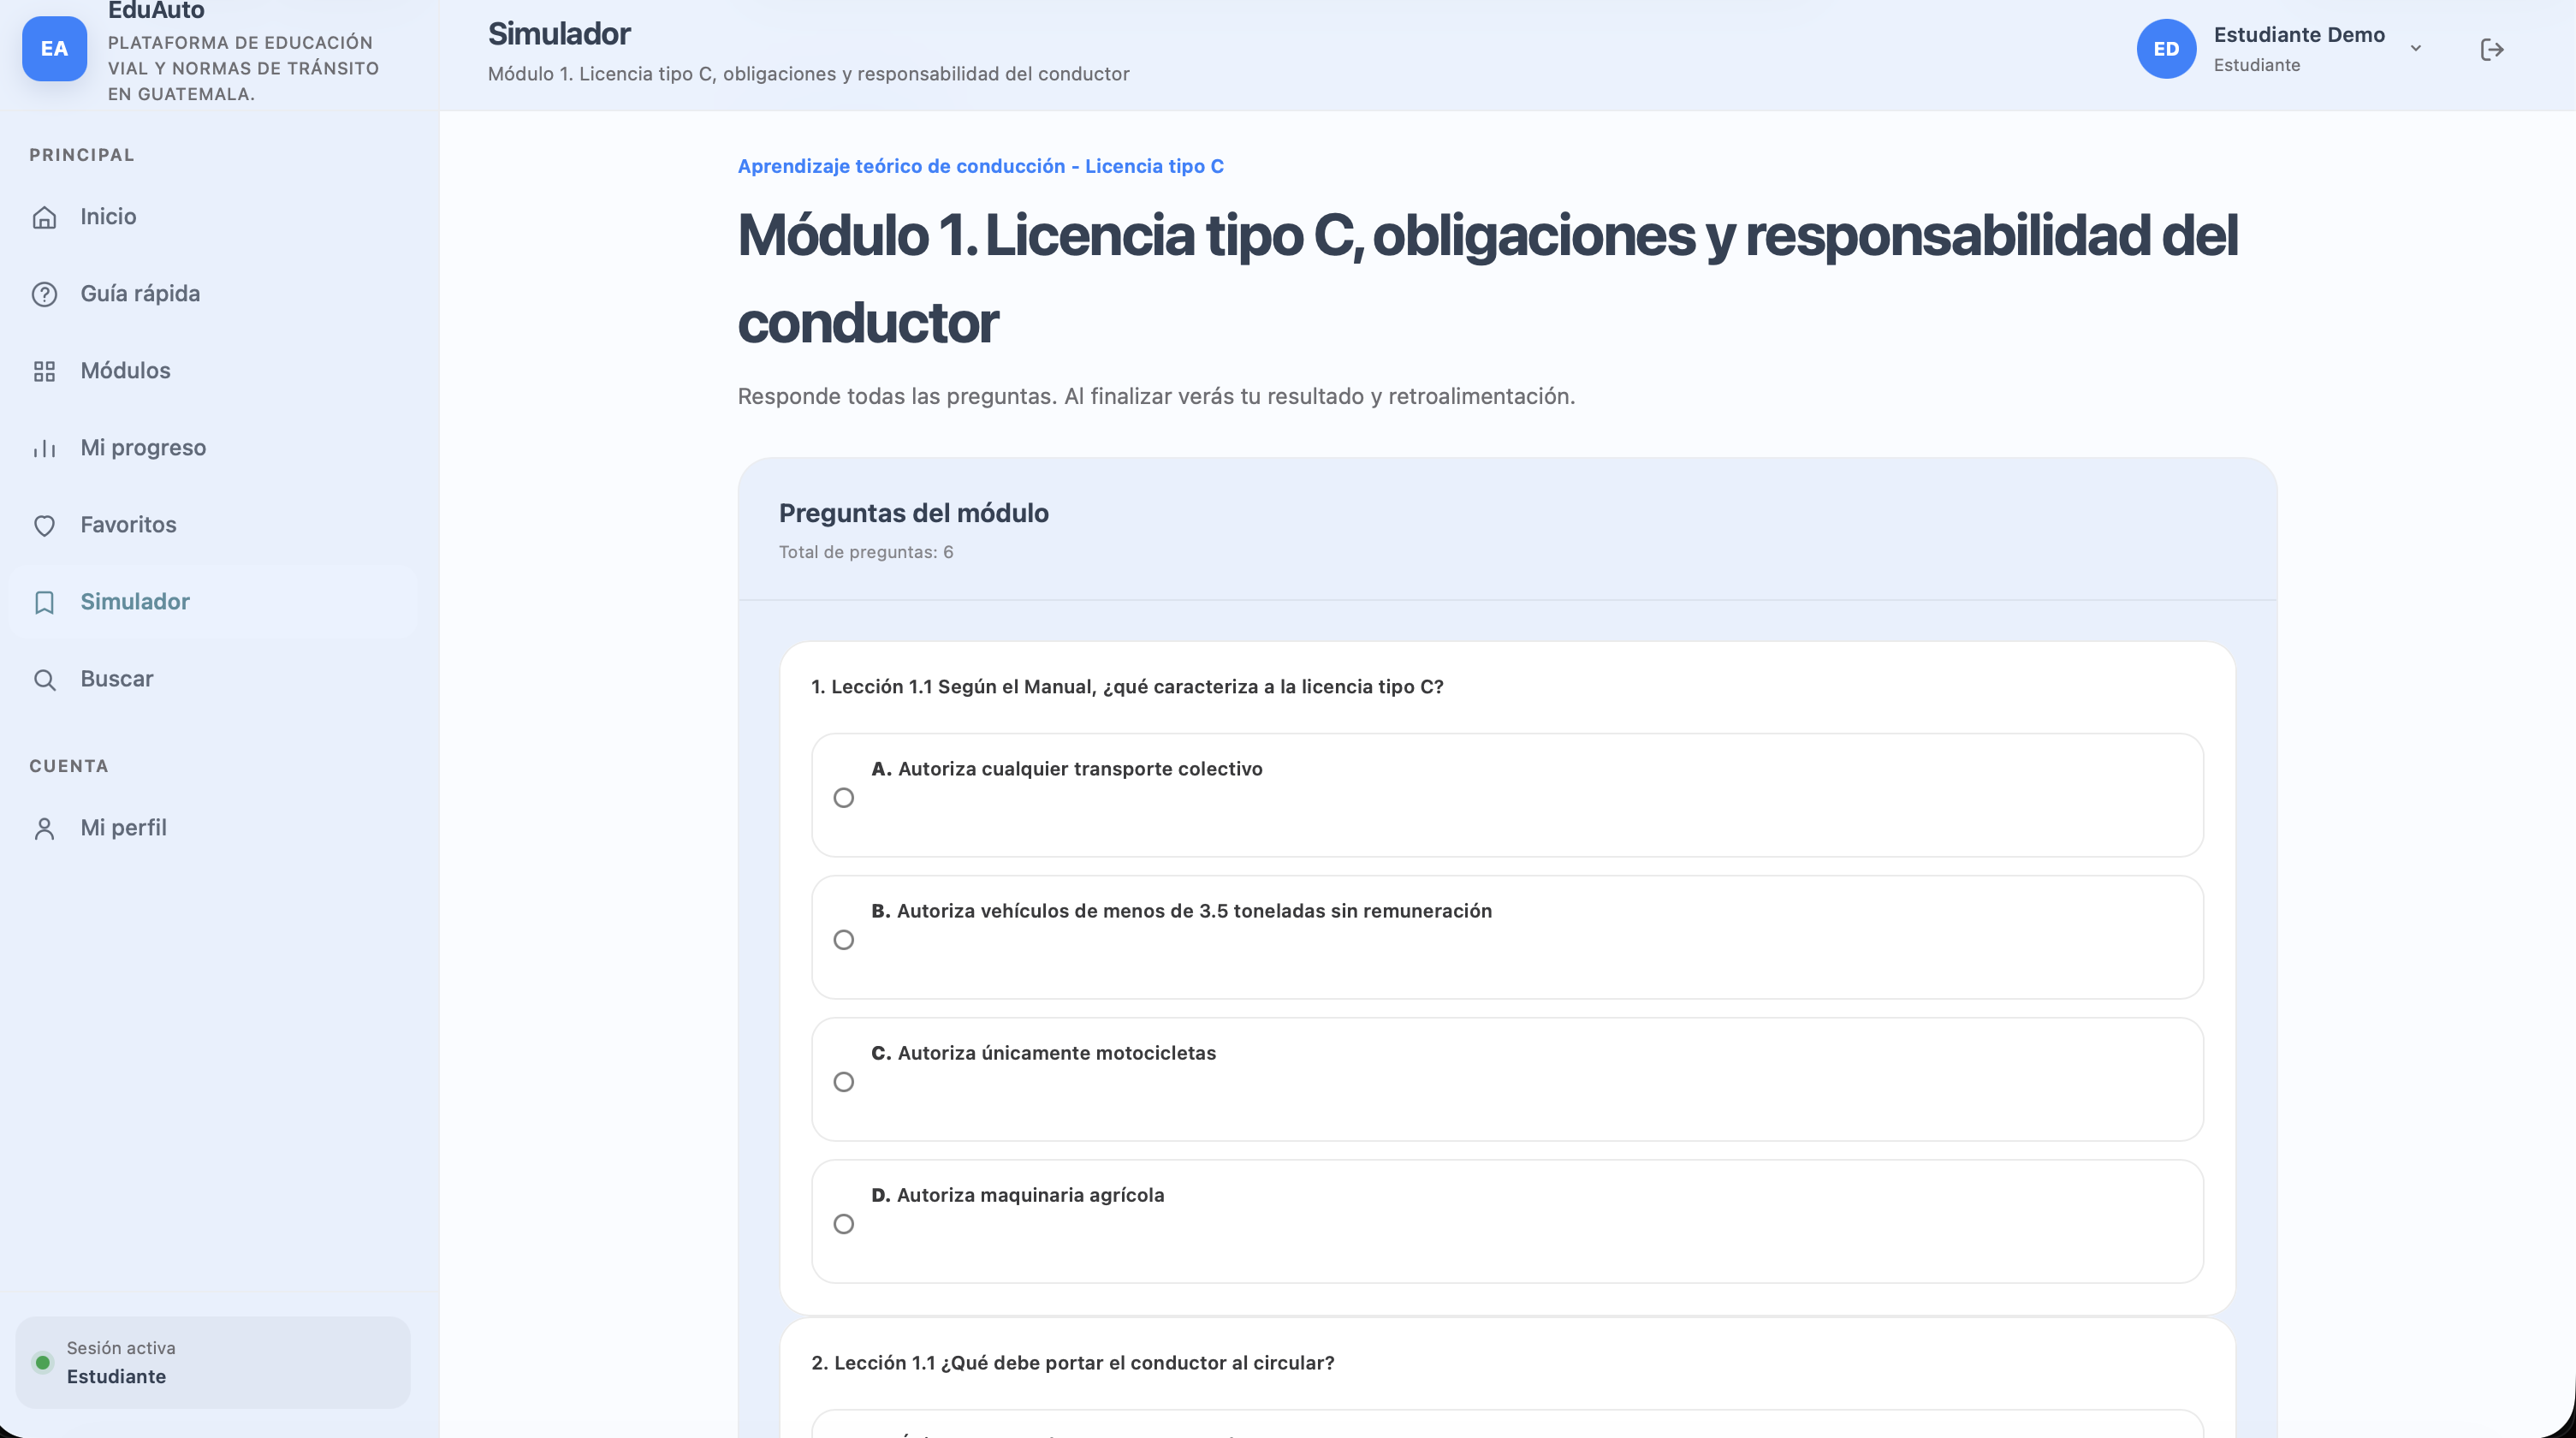 EA
EduAuto
PLATAFORMA DE EDUCACIÓN
VIAL Y NORMAS DE TRÁNSITO
EN GUATEMALA.
PRINCIPAL
Inicio
Guía rápida
Módulos
Mi progreso
Favoritos
Simulador
Buscar
CUENTA
Mi perfil
Sesión activa
Estudiante
Simulador
Módulo 1. Licencia tipo C, obligaciones y responsabilidad del conductor
ED
Estudiante Demo
Estudiante
Aprendizaje teórico de conducción - Licencia tipo C
Módulo 1. Licencia tipo C, obligaciones y responsabilidad del
conductor
Responde todas las preguntas. Al finalizar verás tu resultado y retroalimentación.
Preguntas del módulo
Total de preguntas: 6
1. Lección 1.1 Según el Manual, ¿qué caracteriza a la licencia tipo C?
A. Autoriza cualquier transporte colectivo
B. Autoriza vehículos de menos de 3.5 toneladas sin remuneración
C. Autoriza únicamente motocicletas
D. Autoriza maquinaria agrícola
2. Lección 1.1 ¿Qué debe portar el conductor al circular?